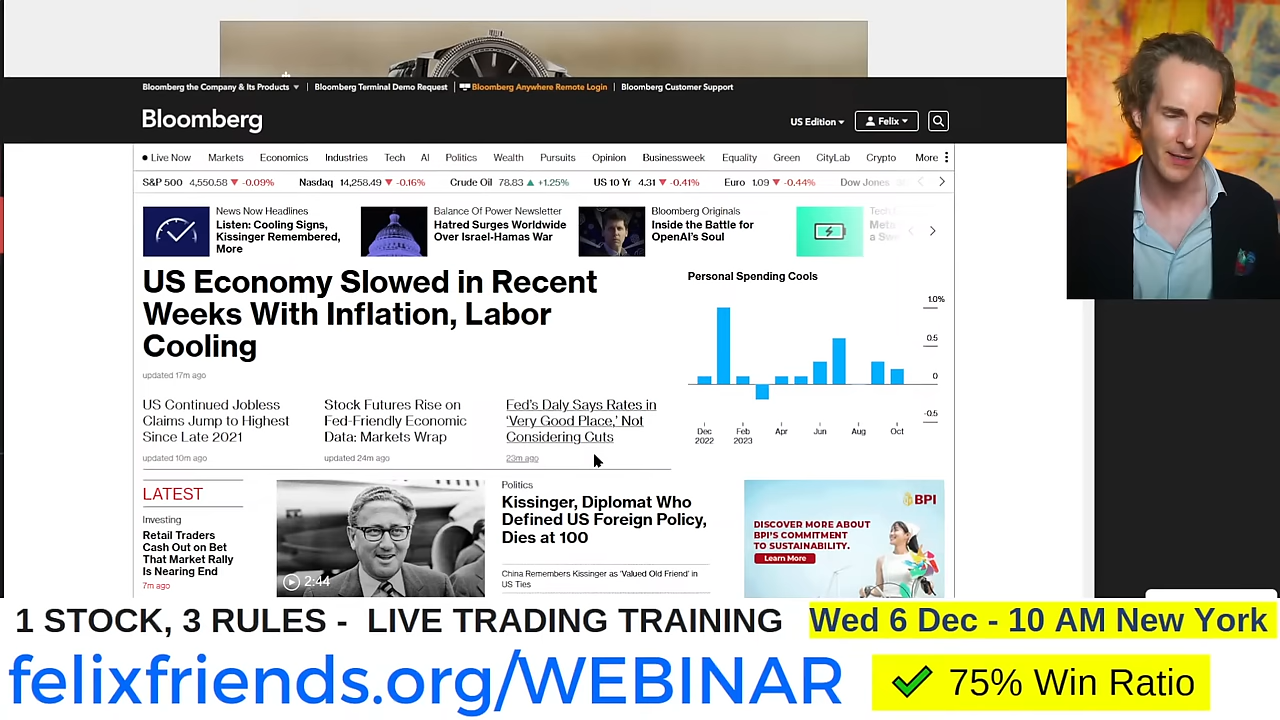 Bloomberg the Company & Its Products
Bloomberg Terminal Demo Request
Bloomberg Anywhere Remote Login
Bloomberg Customer Support
Bloomberg
US Edition
Felix
Live Now Markets Economics Industries Tech AI Politics Wealth Pursuits Opinion Businessweek Equality Green CityLab Crypto More
S&P 500 4,550.58 ▼ -0.09% Nasdaq 14,258.49 ▼ -0.16% Crude Oil 78.83 ▲ +1.25% US 10 Yr 4.31 ▼ -0.41% Euro 1.09 ▼ -0.44% Dow Jones
News Now Headlines
Listen: Cooling Signs,
Kissinger Remembered,
More
Balance Of Power Newsletter
Hatred Surges Worldwide
Over Israel-Hamas War
Bloomberg Originals
Inside the Battle for
OpenAI’s Soul
US Economy Slowed in Recent
Weeks With Inflation, Labor
Cooling
updated 17m ago
Personal Spending Cools
1.0%
0.5
0
-0.5
Dec Feb Apr Jun Aug Oct
2022 2023
US Continued Jobless
Claims Jump to Highest
Since Late 2021
updated 10m ago
Stock Futures Rise on
Fed-Friendly Economic
Data: Markets Wrap
updated 24m ago
Fed’s Daly Says Rates in
‘Very Good Place,’ Not
Considering Cuts
23m ago
LATEST
Investing
Retail Traders
Cash Out on Bet
That Market Rally
Is Nearing End
7m ago
2:44
Politics
Kissinger, Diplomat Who
Defined US Foreign Policy,
Dies at 100
China Remembers Kissinger as ‘Valued Old Friend’ in
US Ties
BPI
DISCOVER MORE ABOUT
BPI'S COMMITMENT
TO SUSTAINABILITY.
Learn More
1 STOCK, 3 RULES - LIVE TRADING TRAINING
Wed 6 Dec - 10 AM New York
felixfriends.org/WEBINAR
75% Win Ratio